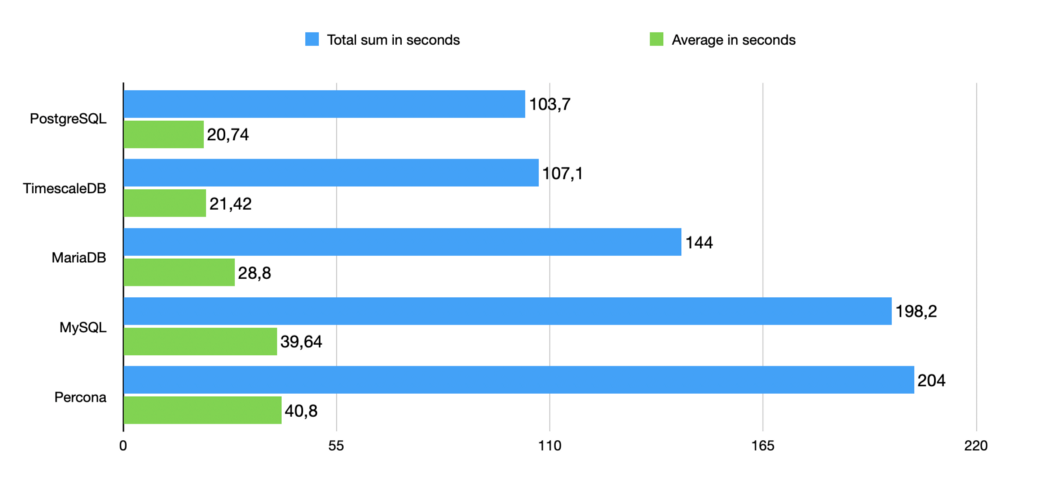 Total sum in seconds
Average in seconds
PostgreSQL
103,7
20,74
TimescaleDB
107,1
21,42
MariaDB
144
28,8
MySQL
198,2
39,64
Percona
204
40,8
0 55 110 165 220